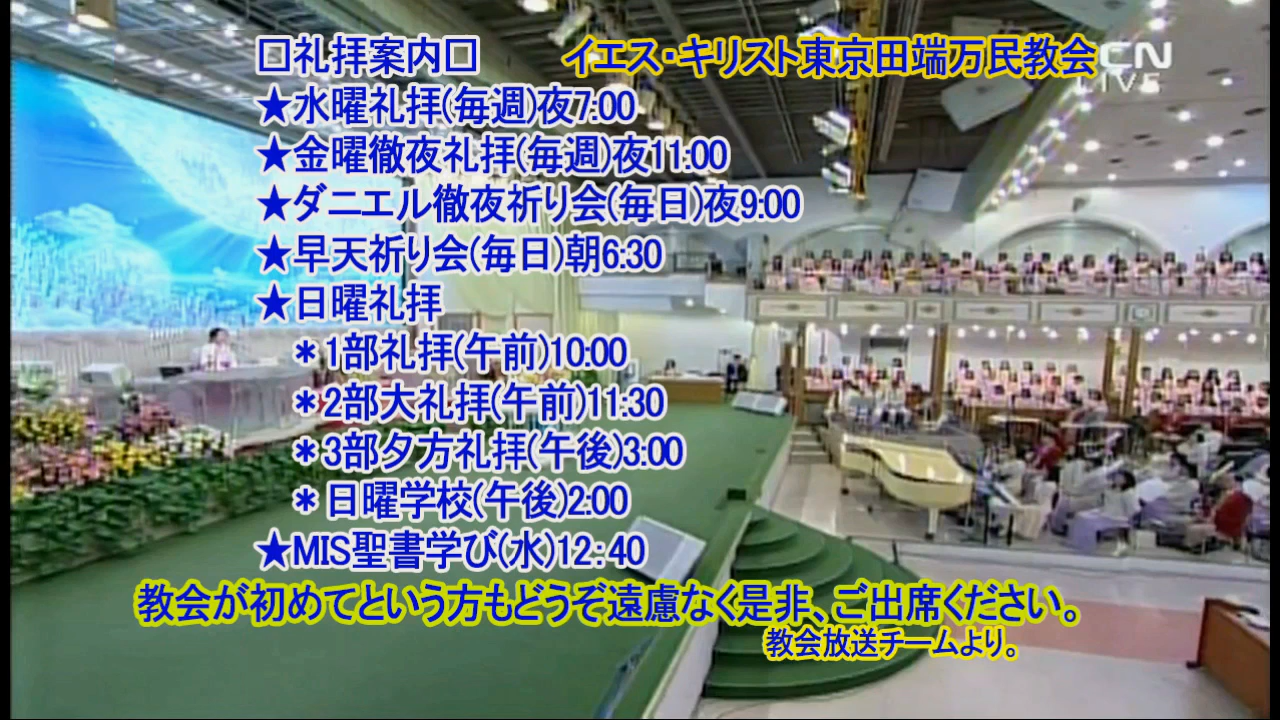 □礼拝案内□ イエス・キリスト東京田端万民教会
CN
LIVE
★水曜礼拝(毎週)夜7:00
★金曜徹夜礼拝(毎週)夜11:00
★ダニエル徹夜祈り会(毎日)夜9:00
★早天祈り会(毎日)朝6:30
★日曜礼拝
＊1部礼拝(午前)10:00
＊2部大礼拝(午前)11:30
＊3部夕方礼拝(午後)3:00
＊日曜学校(午後)2:00
★MIS聖書学び(水)12:40
教会が初めてという方もどうぞ遠慮なく是非、ご出席ください。
教会放送チームより。